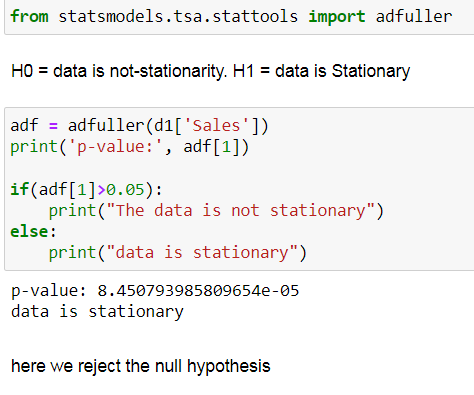 from statsmodels.tsa.stattools import adfuller
H0 = data is not-stationarity. H1 = data is Stationary
adf = adfuller(d1['Sales'])
print('p-value:', adf[1])
if(adf[1]>0.05):
    print("The data is not stationary")
else:
    print("data is stationary")
p-value: 8.450793985809654e-05
data is stationary
here we reject the null hypothesis